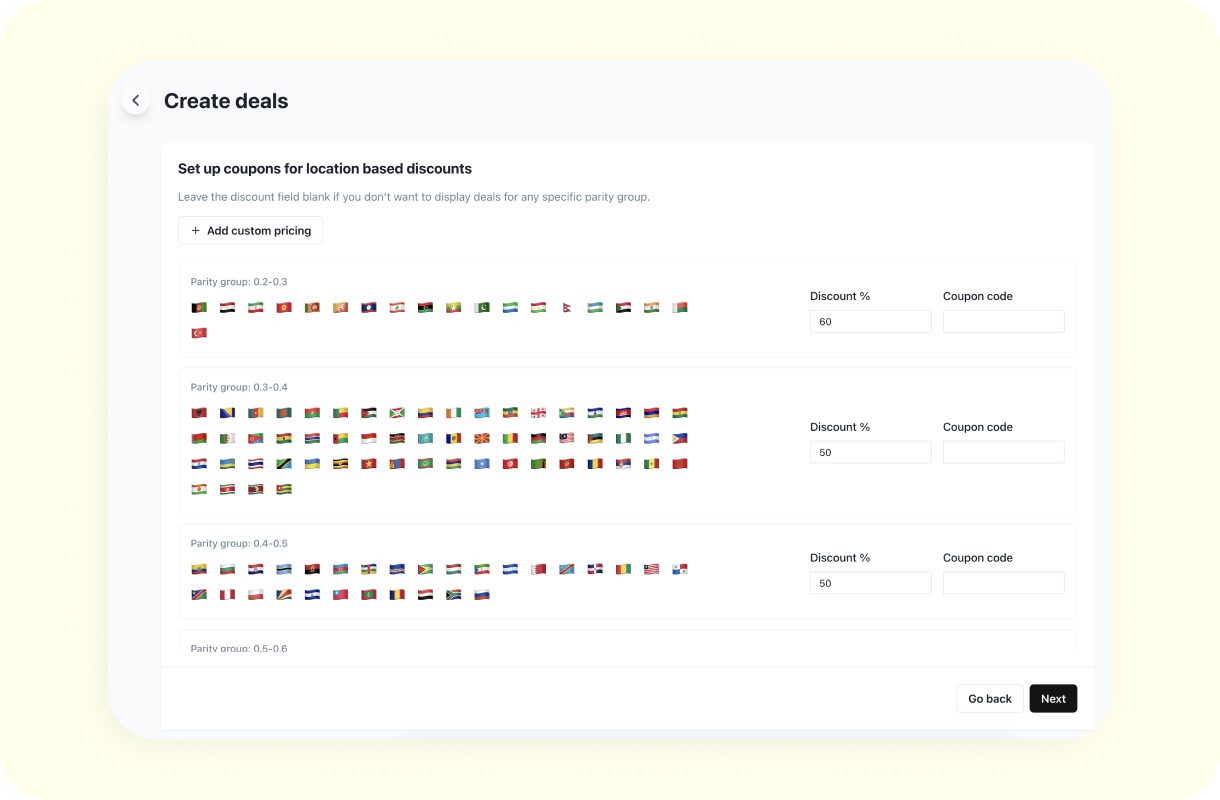 Create deals
Set up coupons for location based discounts
Leave the discount field blank if you don't want to display deals for any specific parity group.
+ Add custom pricing
Parity group: 0.2-0.3
Discount %
Coupon code
60
Parity group: 0.3-0.4
Discount %
Coupon code
50
Parity group: 0.4-0.5
Discount %
Coupon code
50
Parity group: 0.5-0.6
Go back
Next